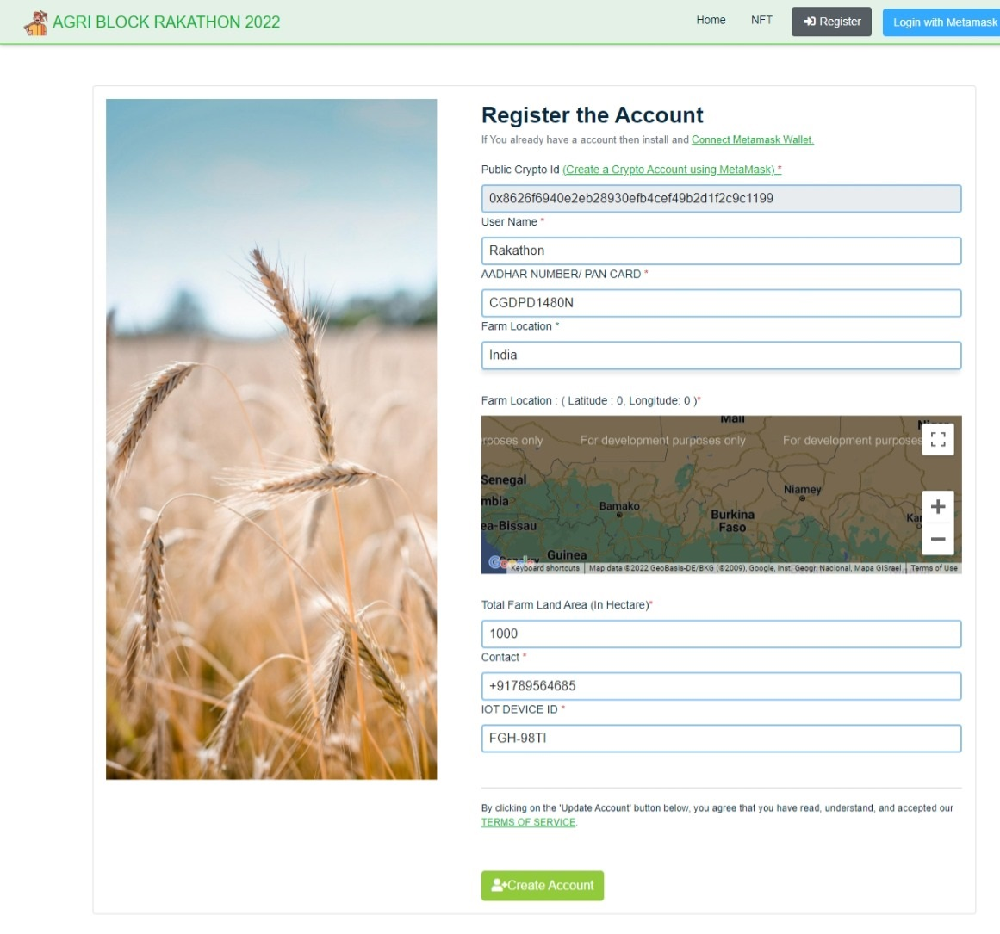 AGRI BLOCK RAKATHON 2022
Home
NFT
Register
Login with Metamask
Register the Account
If You already have a account then install and Connect Metamask Wallet.
Public Crypto Id (Create a Crypto Account using MetaMask) *
0x8626f6940e2eb28930efb4cef49b2d1f2c9c1199
User Name *
Rakathon
AADHAR NUMBER/ PAN CARD *
CGDPD1480N
Farm Location *
India
Farm Location : ( Latitude : 0, Longitude: 0 )*
Mali
rposes only
For development purposes only
For development purposes
Senegal
mbia
Bamako
Niamey
Burkina
Faso
Kar
ea-Bissau
Guinea
Google
Keyboard shortcuts
Map data ©2022 GeoBasis-DE/BKG (©2009), Google, Inst. Geogr. Nacional, Mapa GISrael
Terms of Use
Total Farm Land Area (In Hectare)*
1000
Contact *
+91789564685
IOT DEVICE ID *
FGH-98TI
By clicking on the 'Update Account' button below, you agree that you have read, understand, and accepted our
TERMS OF SERVICE.
Create Account